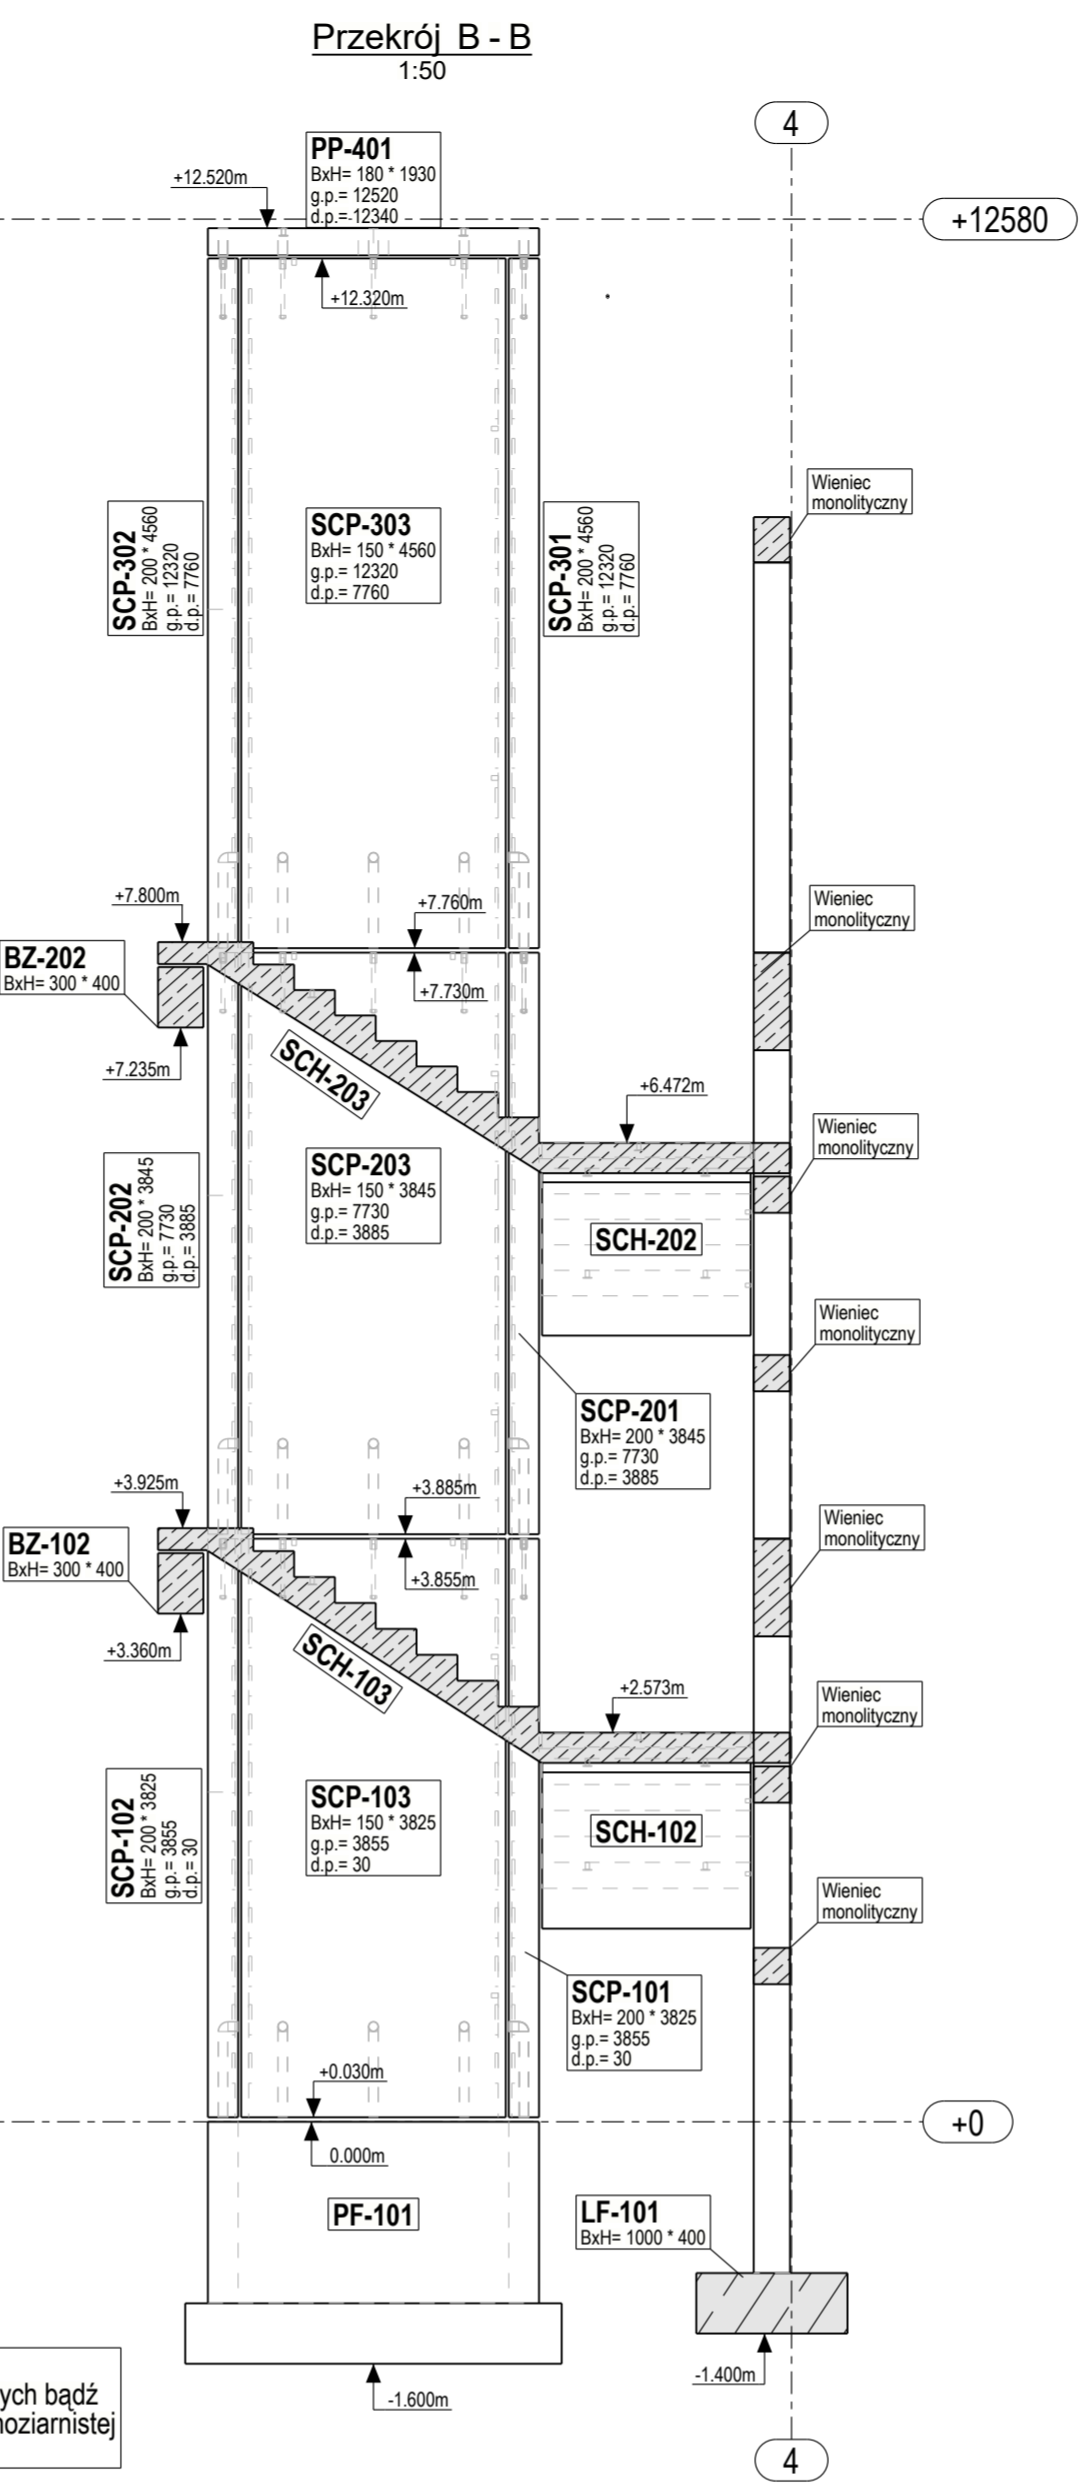 Przekrój B - B
1:50
4
PP-401
BxH= 180 * 1930
g.p.= 12520
d.p.= 12340
+12.520m
+12580
+12.320m
Wieniec
monolityczny
SCP-302
BxH= 200 * 4560
g.p.= 12320
d.p.= 7760
SCP-303
BxH= 150 * 4560
g.p.= 12320
d.p.= 7760
SCP-301
BxH= 200 * 4560
g.p.= 12320
d.p.= 7760
+7.800m
+7.760m
Wieniec
monolityczny
BZ-202
BxH= 300 * 400
+7.730m
+7.235m
SCH-203
+6.472m
Wieniec
monolityczny
SCP-202
BxH= 200 * 3845
g.p.= 7730
d.p.= 3885
SCP-203
BxH= 150 * 3845
g.p.= 7730
d.p.= 3885
SCH-202
Wieniec
monolityczny
SCP-201
BxH= 200 * 3845
g.p.= 7730
d.p.= 3885
+3.925m
+3.885m
Wieniec
monolityczny
BZ-102
BxH= 300 * 400
+3.855m
+3.360m
SCH-103
+2.573m
Wieniec
monolityczny
SCP-102
BxH= 200 * 3825
g.p.= 3855
d.p.= 30
SCP-103
BxH= 150 * 3825
g.p.= 3855
d.p.= 30
SCH-102
Wieniec
monolityczny
SCP-101
BxH= 200 * 3825
g.p.= 3855
d.p.= 30
+0.030m
+0
0.000m
PF-101
LF-101
BxH= 1000 * 400
-1.400m
-1.600m
ych bądź
noziarnistej
4